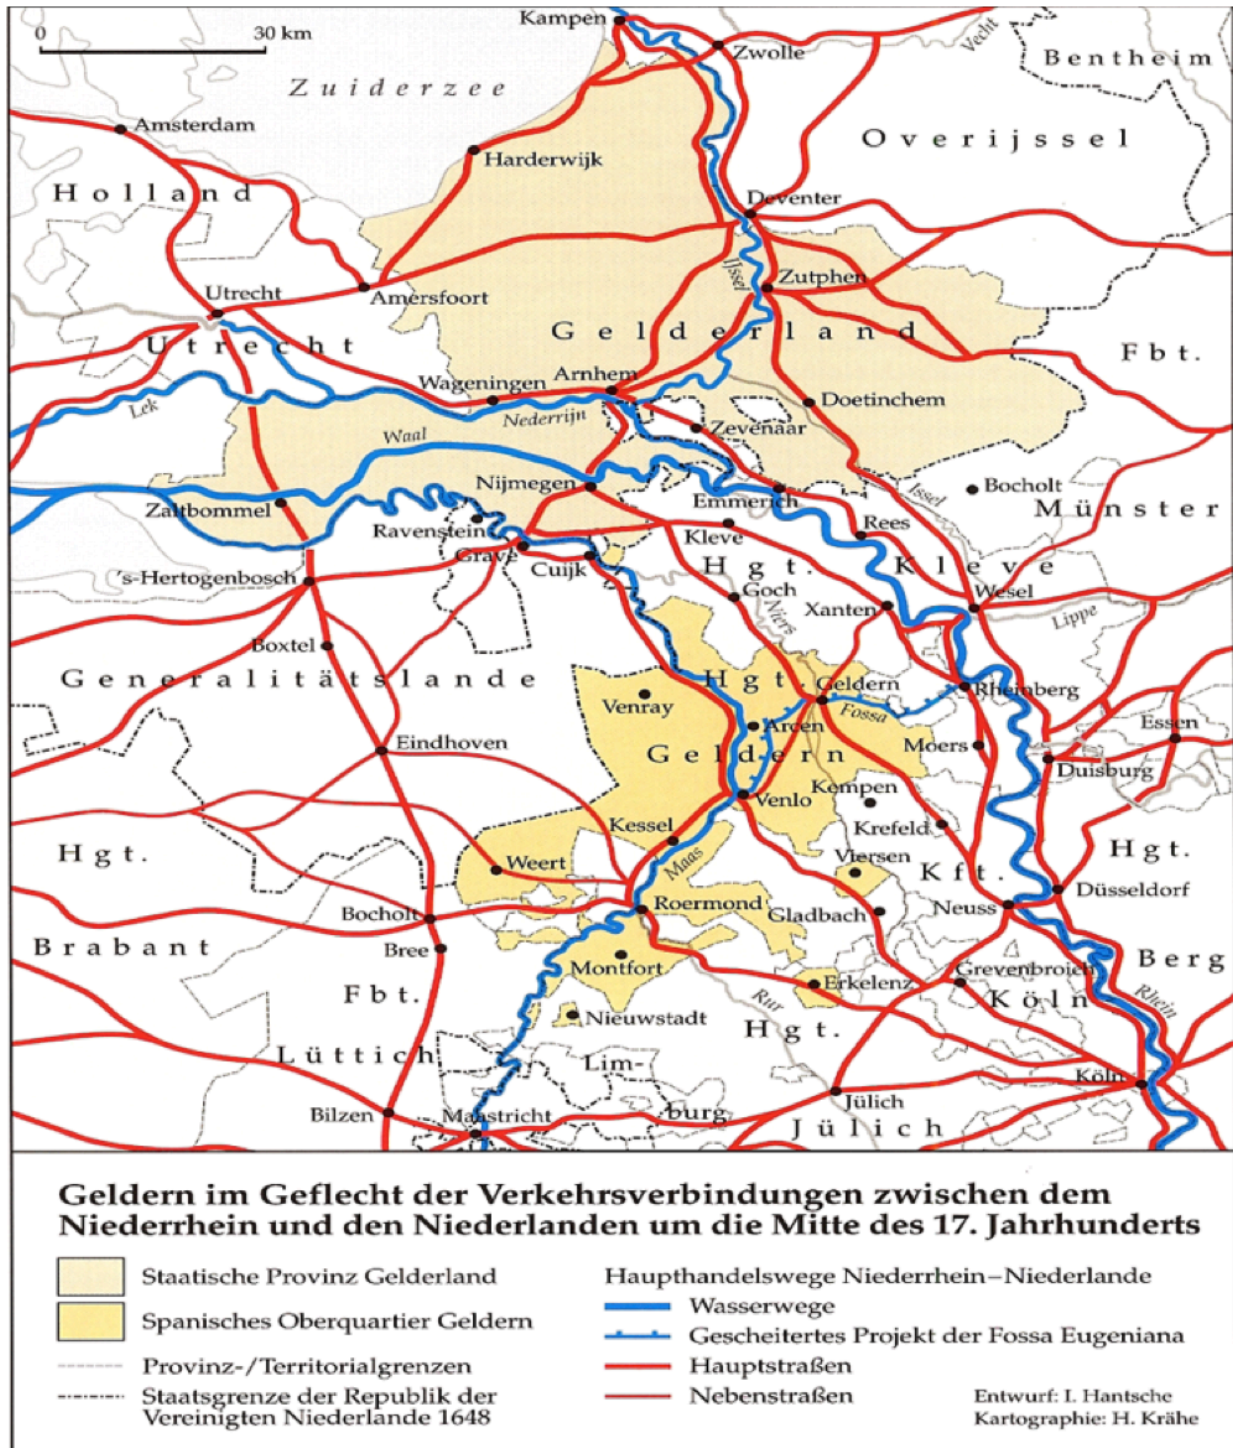 Kampen
0
30 km
Zwolle
Vecht
Bentheim
Zuiderzee
Amsterdam
Harderwijk
Overijssel
Holland
Deventer
IJssel
Zutphen
Utrecht
Amersfoort
Gelderland
Utrecht
Fbt.
Arnhem
Wageningen
Lek
Nederrijn
Doetinchem
Waal
Zevenaar
Nijmegen
Issel
Bocholt
Zaltbommel
Emmerich
Münster
Ravenstein
Rees
Kleve
Grave
Cuijk
Hgt. Kleve
's-Hertogenbosch
Goch
Wesel
Xanten
Niers
Lippe
Boxtel
Generalitätslande
Hgt.
Geldern
Rheinberg
Venray
Fossa
Arcen
Essen
Eindhoven
Geldern
Moers
Duisburg
Kempen
Venlo
Kessel
Krefeld
Hgt.
Maas
Viersen
Hgt.
Weert
Kft.
Düsseldorf
Roermond
Bocholt
Gladbach
Neuss
Brabant
Bree
Berg
Montfort
Grevenbroich
Erkelenz
Fbt.
Rur
Köln
Rhein
Nieuwstadt
Hgt.
Lüttich
Lim-
Köln
Bilzen
Maastricht
burg
Jülich
Jülich
Geldern im Geflecht der Verkehrsverbindungen zwischen dem
Niederrhein und den Niederlanden um die Mitte des 17. Jahrhunderts
Staatische Provinz Gelderland
Spanisches Oberquartier Geldern
Provinz-/Territorialgrenzen
Staatsgrenze der Republik der
Vereinigten Niederlande 1648
Haupthandelswege Niederrhein–Niederlande
Wasserwege
Gescheitertes Projekt der Fossa Eugeniana
Hauptstraßen
Nebenstraßen
Entwurf: I. Hantsche
Kartographie: H. Krähe